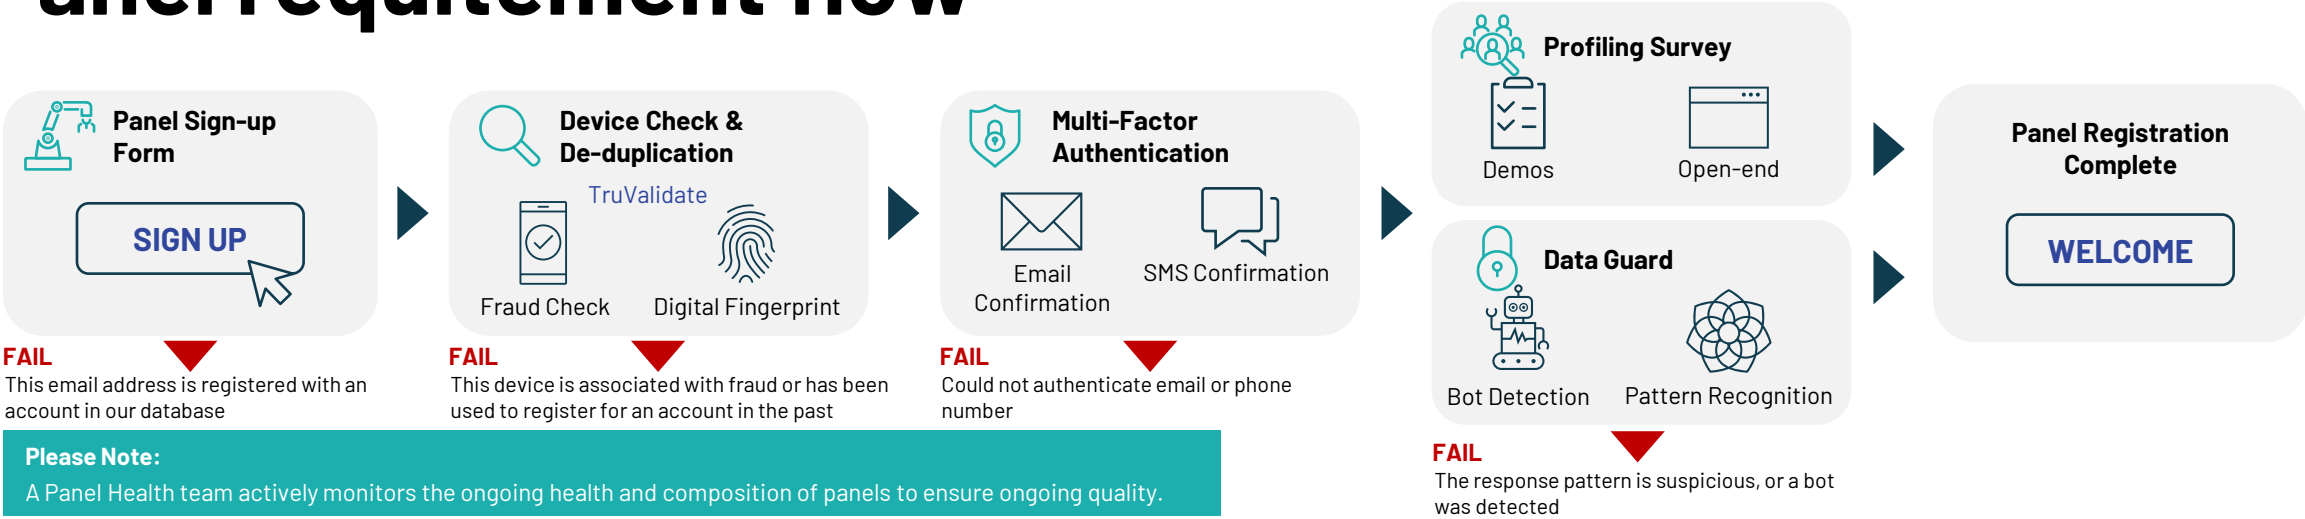 anel requitement flow
Panel Sign-up
Form
SIGN UP
FAIL
This email address is registered with an
account in our database
Device Check &
De-duplication
TruValidate
Fraud Check
Digital Fingerprint
FAIL
This device is associated with fraud or has been
used to register for an account in the past
Multi-Factor
Authentication
Email
Confirmation
SMS Confirmation
FAIL
Could not authenticate email or phone
number
Profiling Survey
Demos
Open-end
Data Guard
Bot Detection
Pattern Recognition
FAIL
The response pattern is suspicious, or a bot
was detected
Panel Registration
Complete
WELCOME
Please Note:
A Panel Health team actively monitors the ongoing health and composition of panels to ensure ongoing quality.